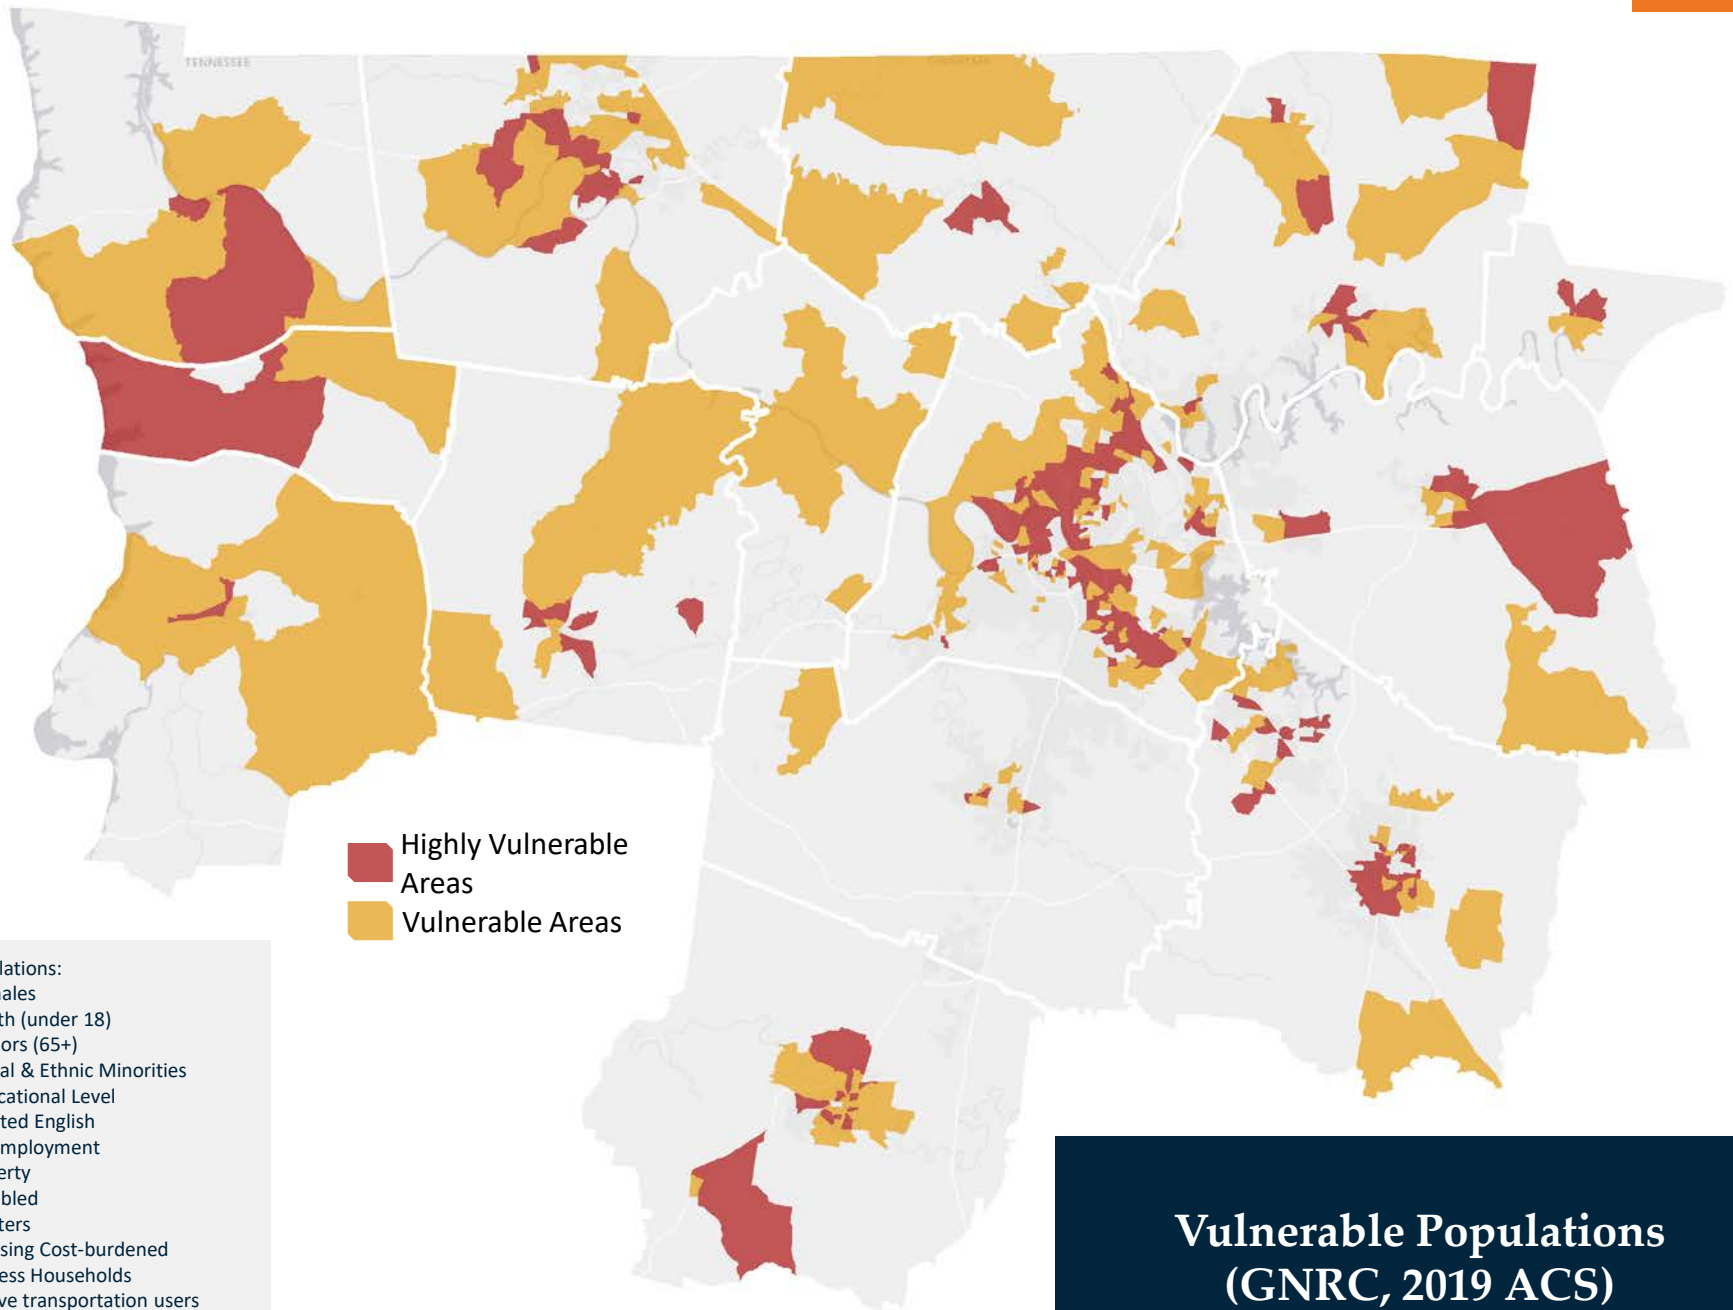 TENNESSEE
Highly Vulnerable
Areas
Vulnerable Areas
lations:
ales
th (under 18)
ors (65+)
al & Ethnic Minorities
cational Level
ted English
mployment
erty
bled
ters
sing Cost-burdened
ess Households
ve transportation users
Vulnerable Populations
(GNRC, 2019 ACS)